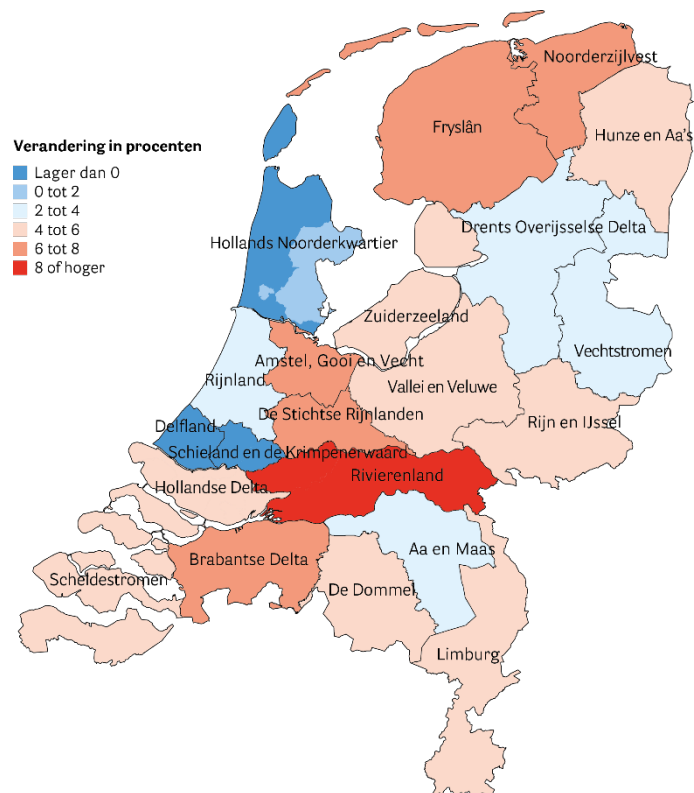 Verandering in procenten
Lager dan 0
0 tot 2
2 tot 4
4 tot 6
6 tot 8
8 of hoger
Noorderzijlvest
Fryslân
Hunze en Aa's
Drents Overijsselse Delta
Hollands Noorderkwartier
Zuiderzeeland
Vechtstromen
Amstel, Gooi en Vecht
Rijnland
Vallei en Veluwe
De Stichtse Rijnlanden
Rijn en IJssel
Delfland
Schieland en de Krimpenerwaard
Rivierenland
Hollandse Delta
Aa en Maas
Brabantse Delta
Scheldestromen
De Dommel
Limburg